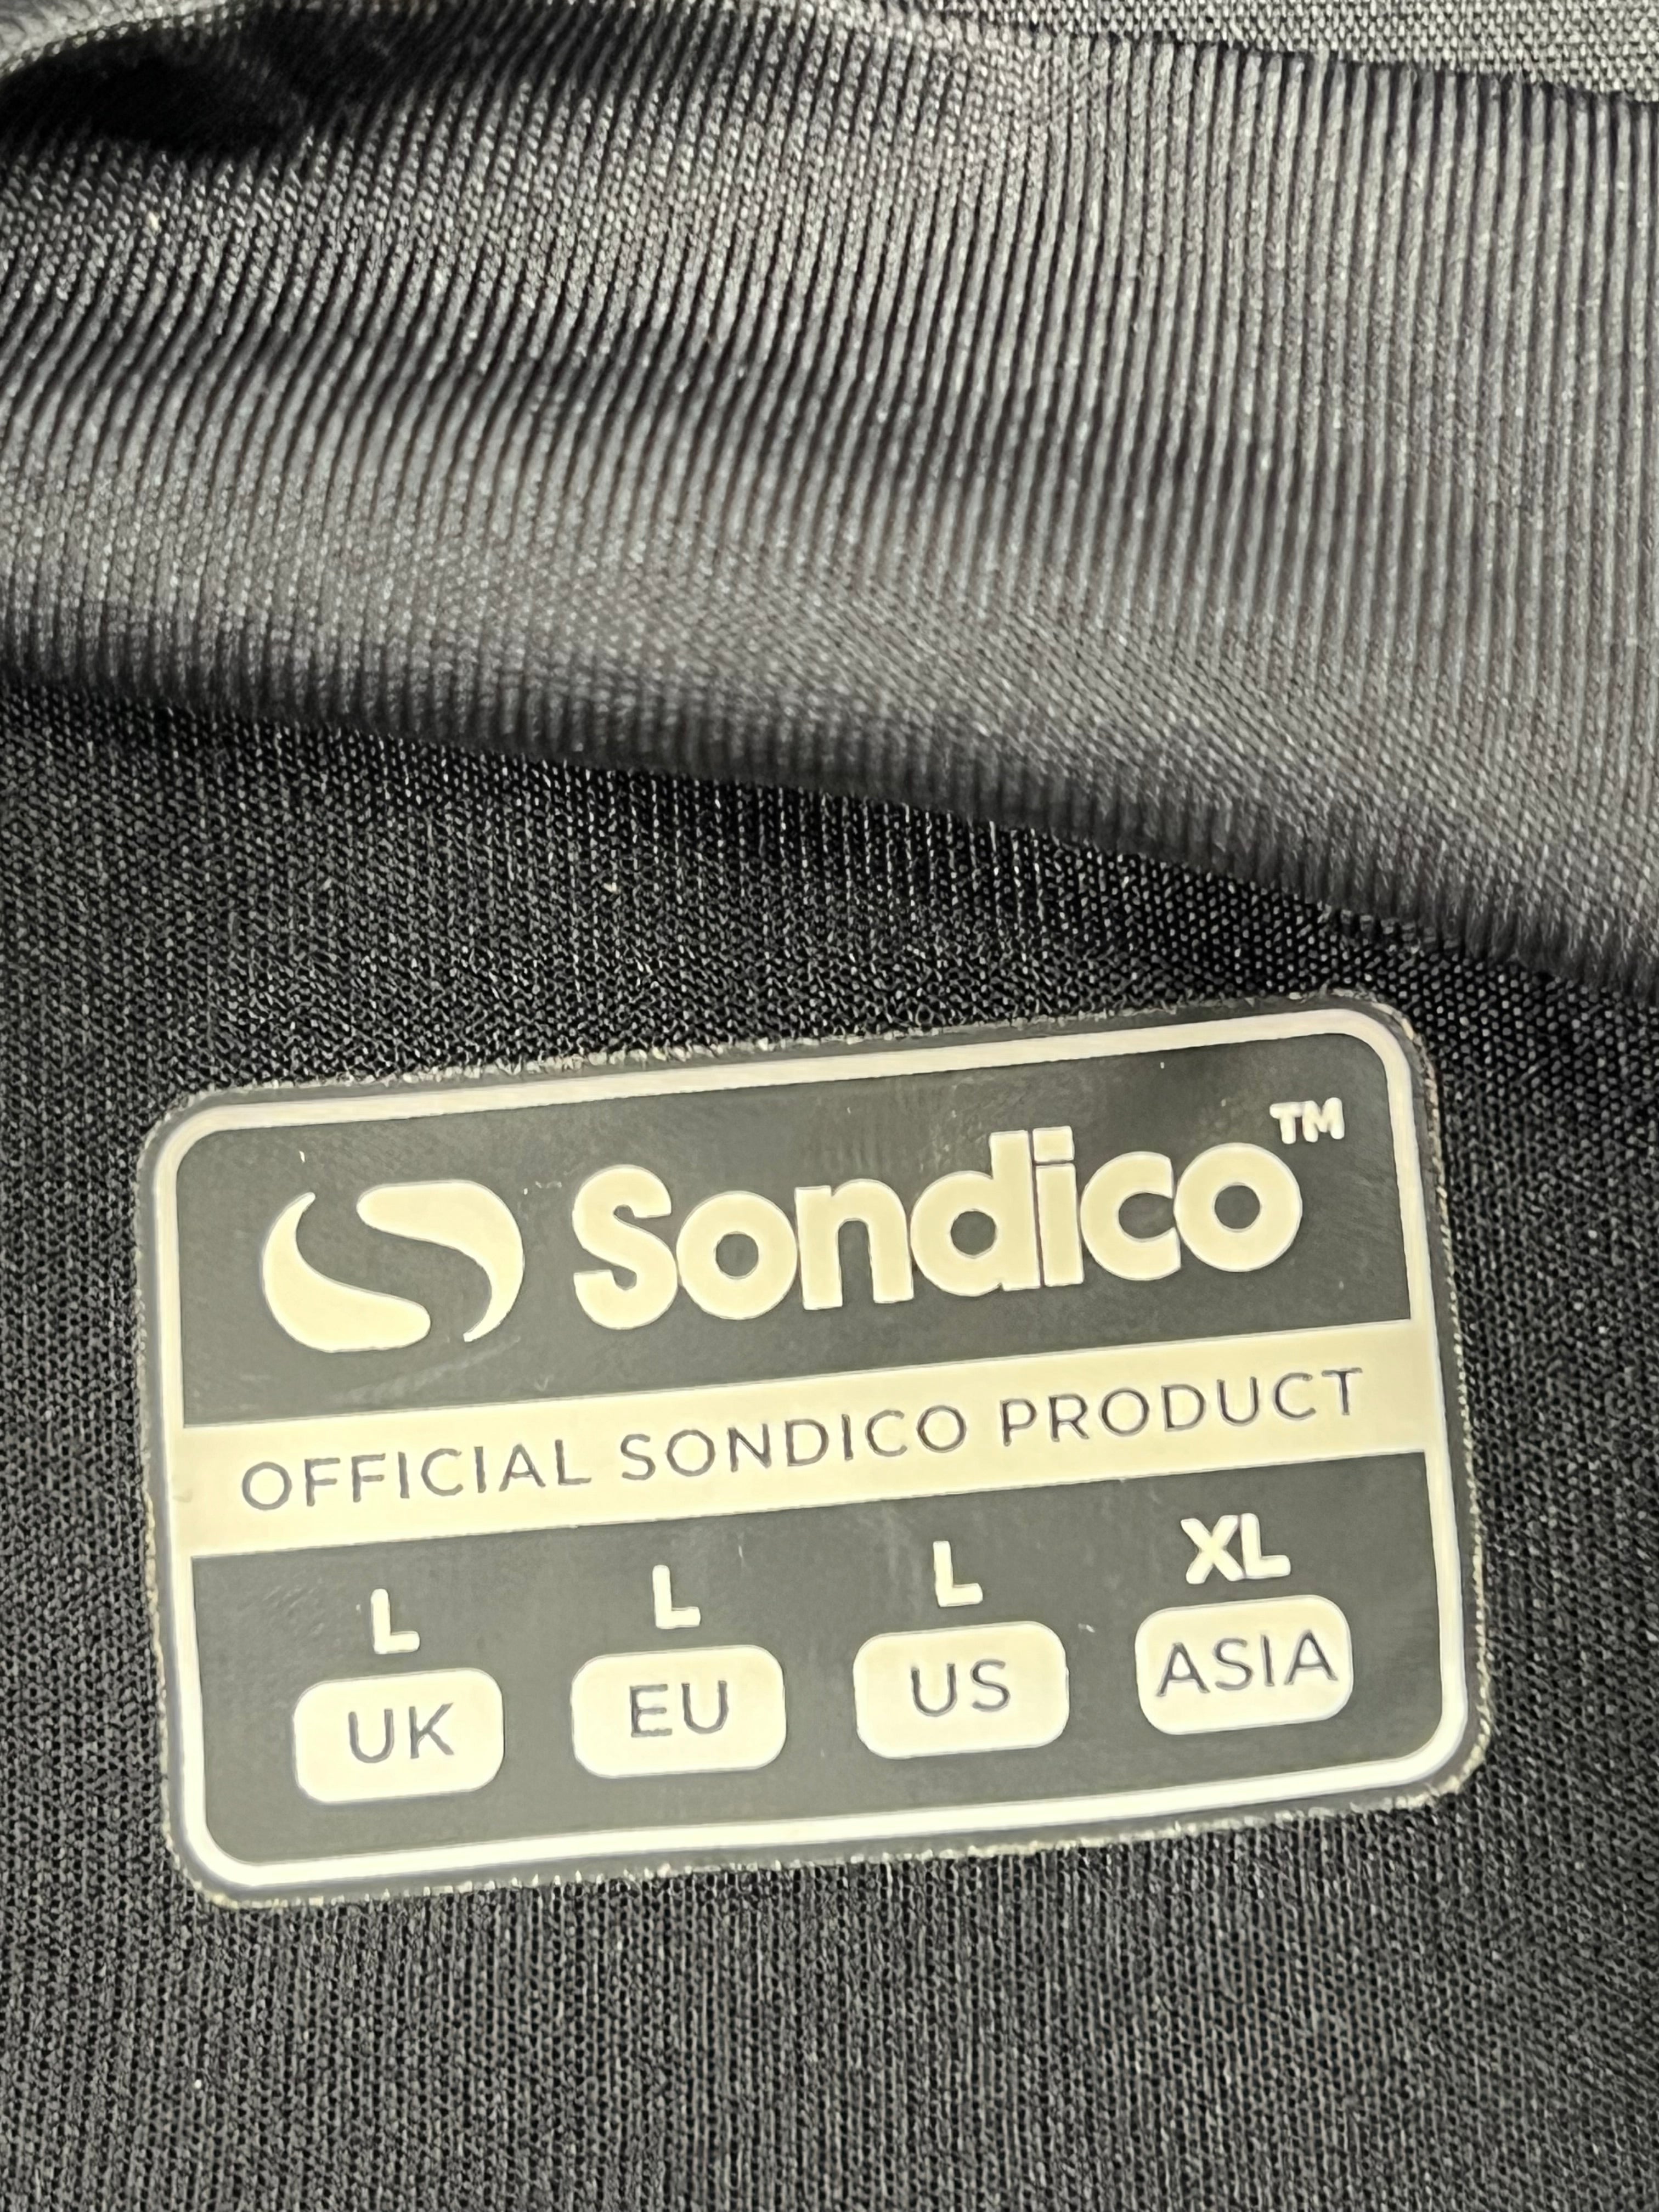 Sondico™
OFFICIAL SONDICO PRODUCT
L L L XL
UK EU US ASIA